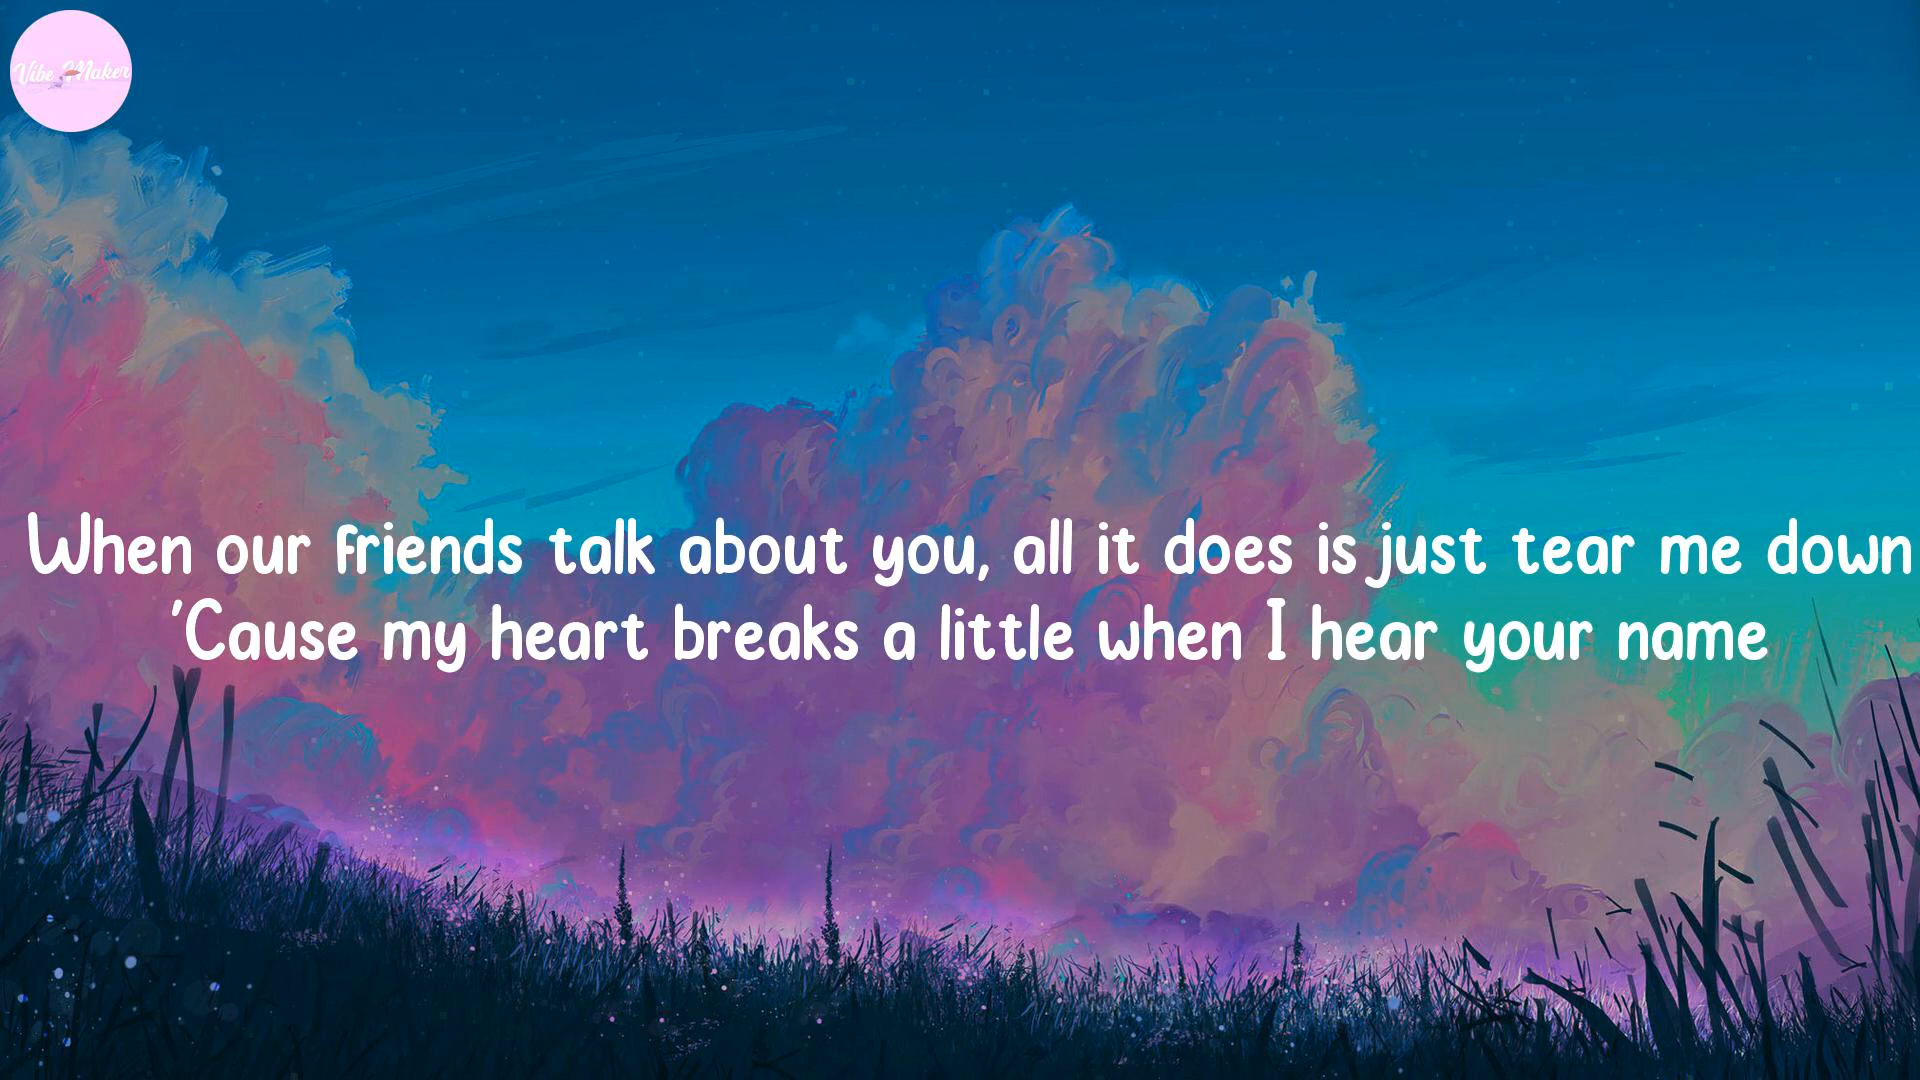 Vibe Maker
When our friends talk about you, all it does is just tear me down
'Cause my heart breaks a little when I hear your name